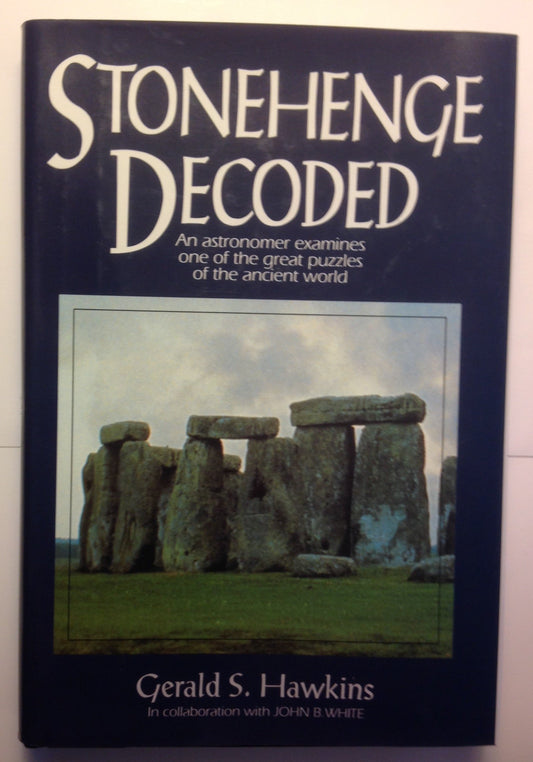 STONEHENGE
DECODED
An astronomer examines
one of the great puzzles
of the ancient world
Gerald S. Hawkins
In collaboration with JOHN B. WHITE